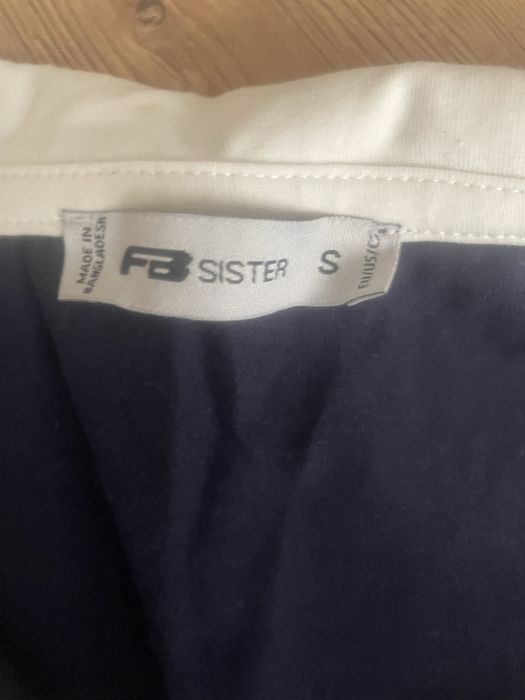 MADE IN
BANGLADESH
FB SISTER S
EU/US/CA